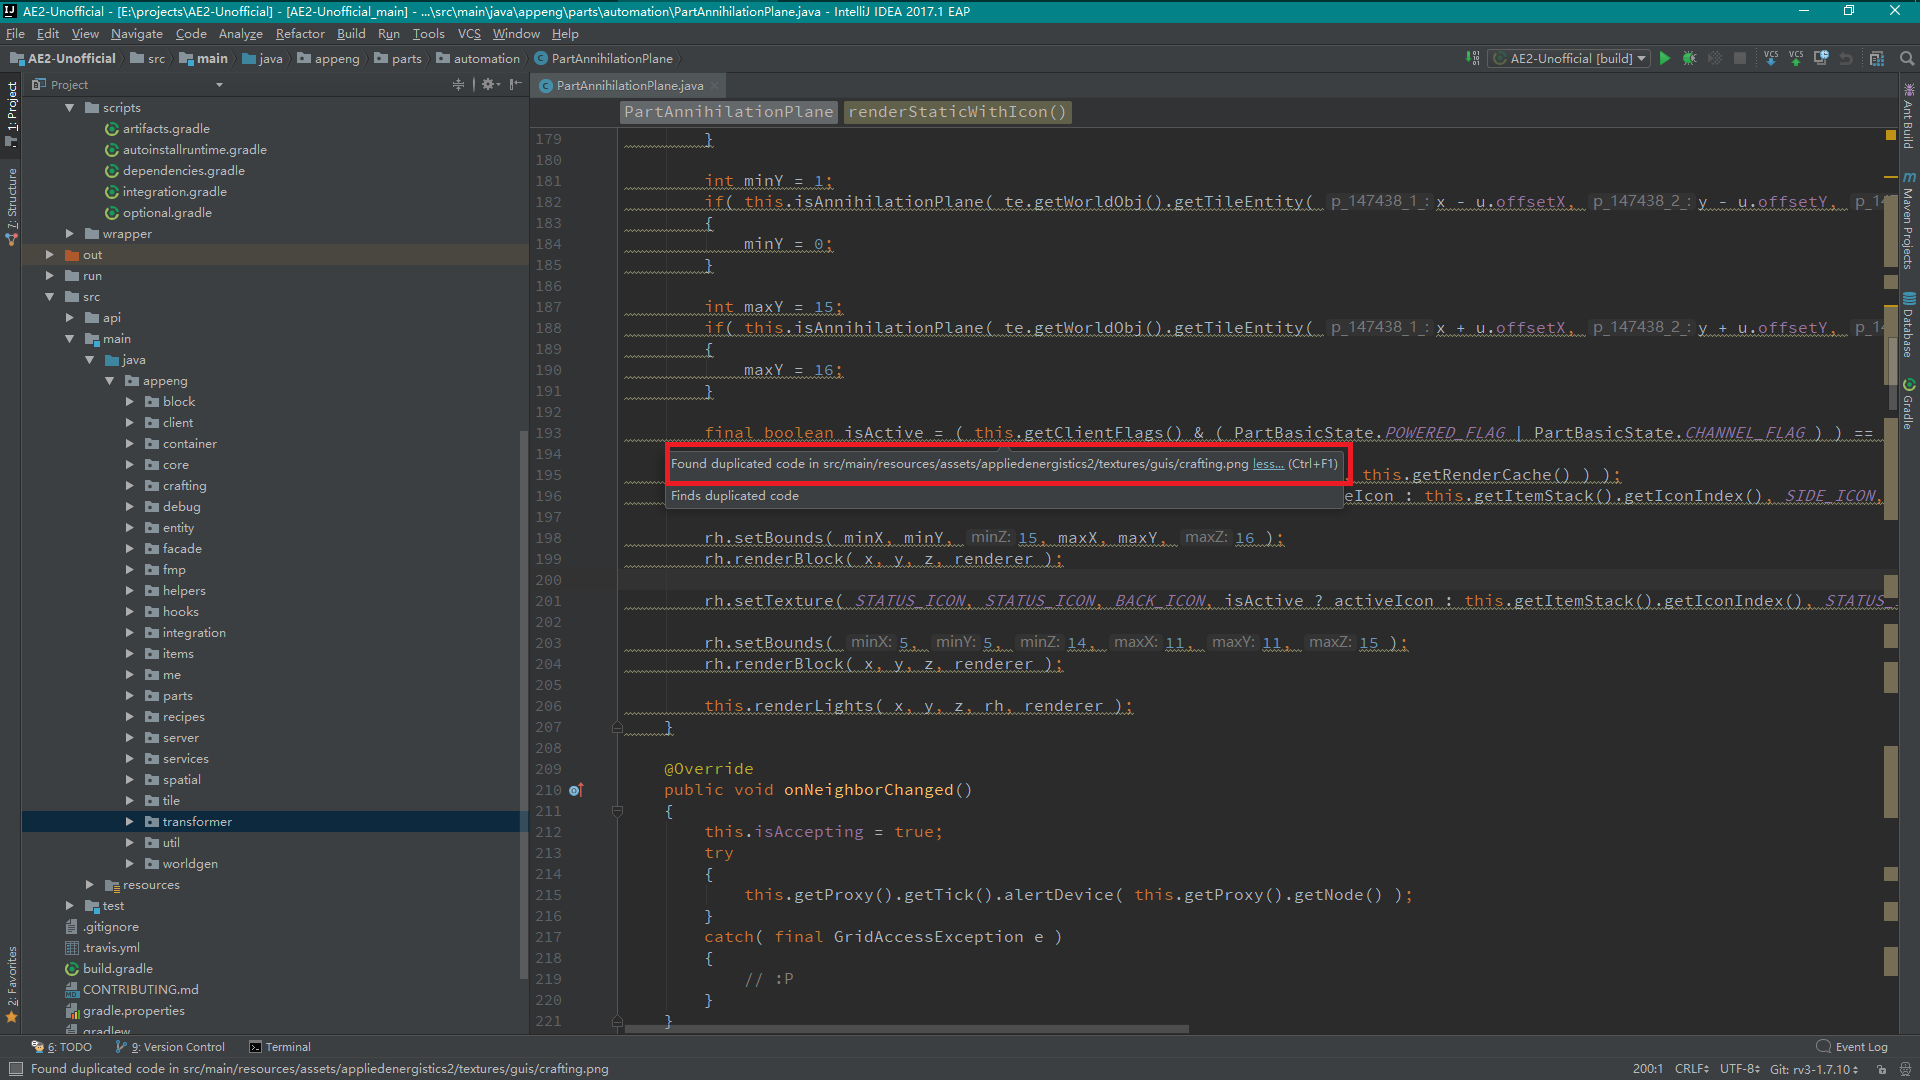 AE2-Unofficial - [E:\projects\AE2-Unofficial] - [AE2-Unofficial_main] - ...\src\main\java\appeng\parts\automation\PartAnnihilationPlane.java - IntelliJ IDEA 2017.1 EAP
File Edit View Navigate Code Analyze Refactor Build Run Tools VCS Window Help
AE2-Unofficial src main java appeng parts automation PartAnnihilationPlane AE2-Unofficial [build] VCS VCS
1: Project
7: Structure
2: Favorites
Project
scripts
artifacts.gradle
autoinstallruntime.gradle
dependencies.gradle
integration.gradle
optional.gradle
wrapper
out
run
src
api
main
java
appeng
block
client
container
core
crafting
debug
entity
facade
fmp
helpers
hooks
integration
items
me
parts
recipes
server
services
spatial
tile
transformer
util
worldgen
resources
test
.gitignore
.travis.yml
build.gradle
CONTRIBUTING.md
gradle.properties
gradlew
PartAnnihilationPlane.java
PartAnnihilationPlane renderStaticWithIcon()
179 }
180
181 int minY = 1;
182 if( this.isAnnihilationPlane( te.getWorldObj().getTileEntity( p_147438_1_: x - u.offsetX, p_147438_2_: y - u.offsetY, p_14
183 {
184 minY = 0;
185 }
186
187 int maxY = 15;
188 if( this.isAnnihilationPlane( te.getWorldObj().getTileEntity( p_147438_1_: x + u.offsetX, p_147438_2_: y + u.offsetY, p_14
189 {
190 maxY = 16;
191 }
192
193 final boolean isActive = ( this.getClientFlags() & ( PartBasicState.POWERED_FLAG | PartBasicState.CHANNEL_FLAG ) ) ==
194
Found duplicated code in src/main/resources/assets/appliedenergistics2/textures/guis/crafting.png less... (Ctrl+F1)
195 this.getRenderCache() ) );
Finds duplicated code
196 eIcon : this.getItemStack().getIconIndex(), SIDE_ICON,
197
198 rh.setBounds( minX, minY, minZ: 15, maxX, maxY, maxZ: 16 );
199 rh.renderBlock( x, y, z, renderer );
200
201 rh.setTexture( STATUS_ICON, STATUS_ICON, BACK_ICON, isActive ? activeIcon : this.getItemStack().getIconIndex(), STATUS_
202
203 rh.setBounds( minX: 5, minY: 5, minZ: 14, maxX: 11, maxY: 11, maxZ: 15 );
204 rh.renderBlock( x, y, z, renderer );
205
206 this.renderLights( x, y, z, rh, renderer );
207 }
208
209 @Override
210 public void onNeighborChanged()
211 {
212 this.isAccepting = true;
213 try
214 {
215 this.getProxy().getTick().alertDevice( this.getProxy().getNode() );
216 }
217 catch( final GridAccessException e )
218 {
219 // :P
220 }
221 }
Ant Build
Maven Projects
Database
Gradle
6: TODO 9: Version Control Terminal Event Log
Found duplicated code in src/main/resources/assets/appliedenergistics2/textures/guis/crafting.png 200:1 CRLF UTF-8 Git: rv3-1.7.10